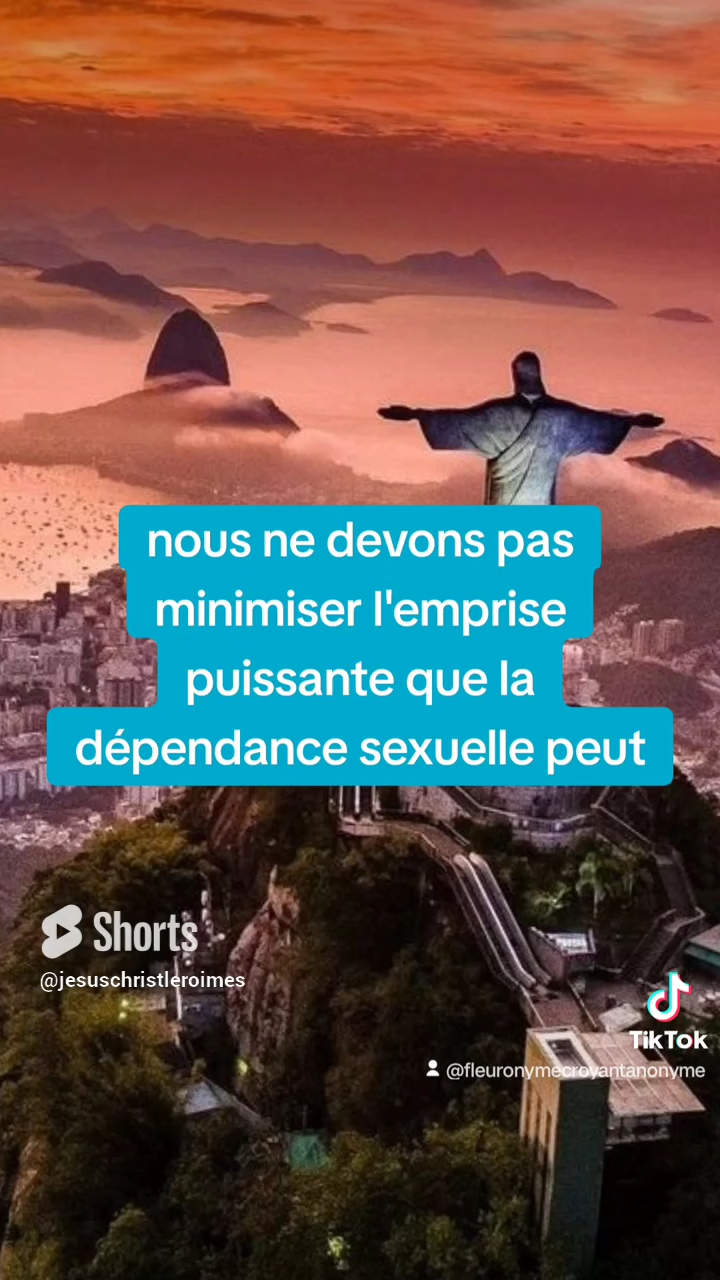 nous ne devons pas
minimiser l'emprise
puissante que la
dépendance sexuelle peut
Shorts
@jesuschristleroimes
TikTok
@fleuronymecroyantanonyme